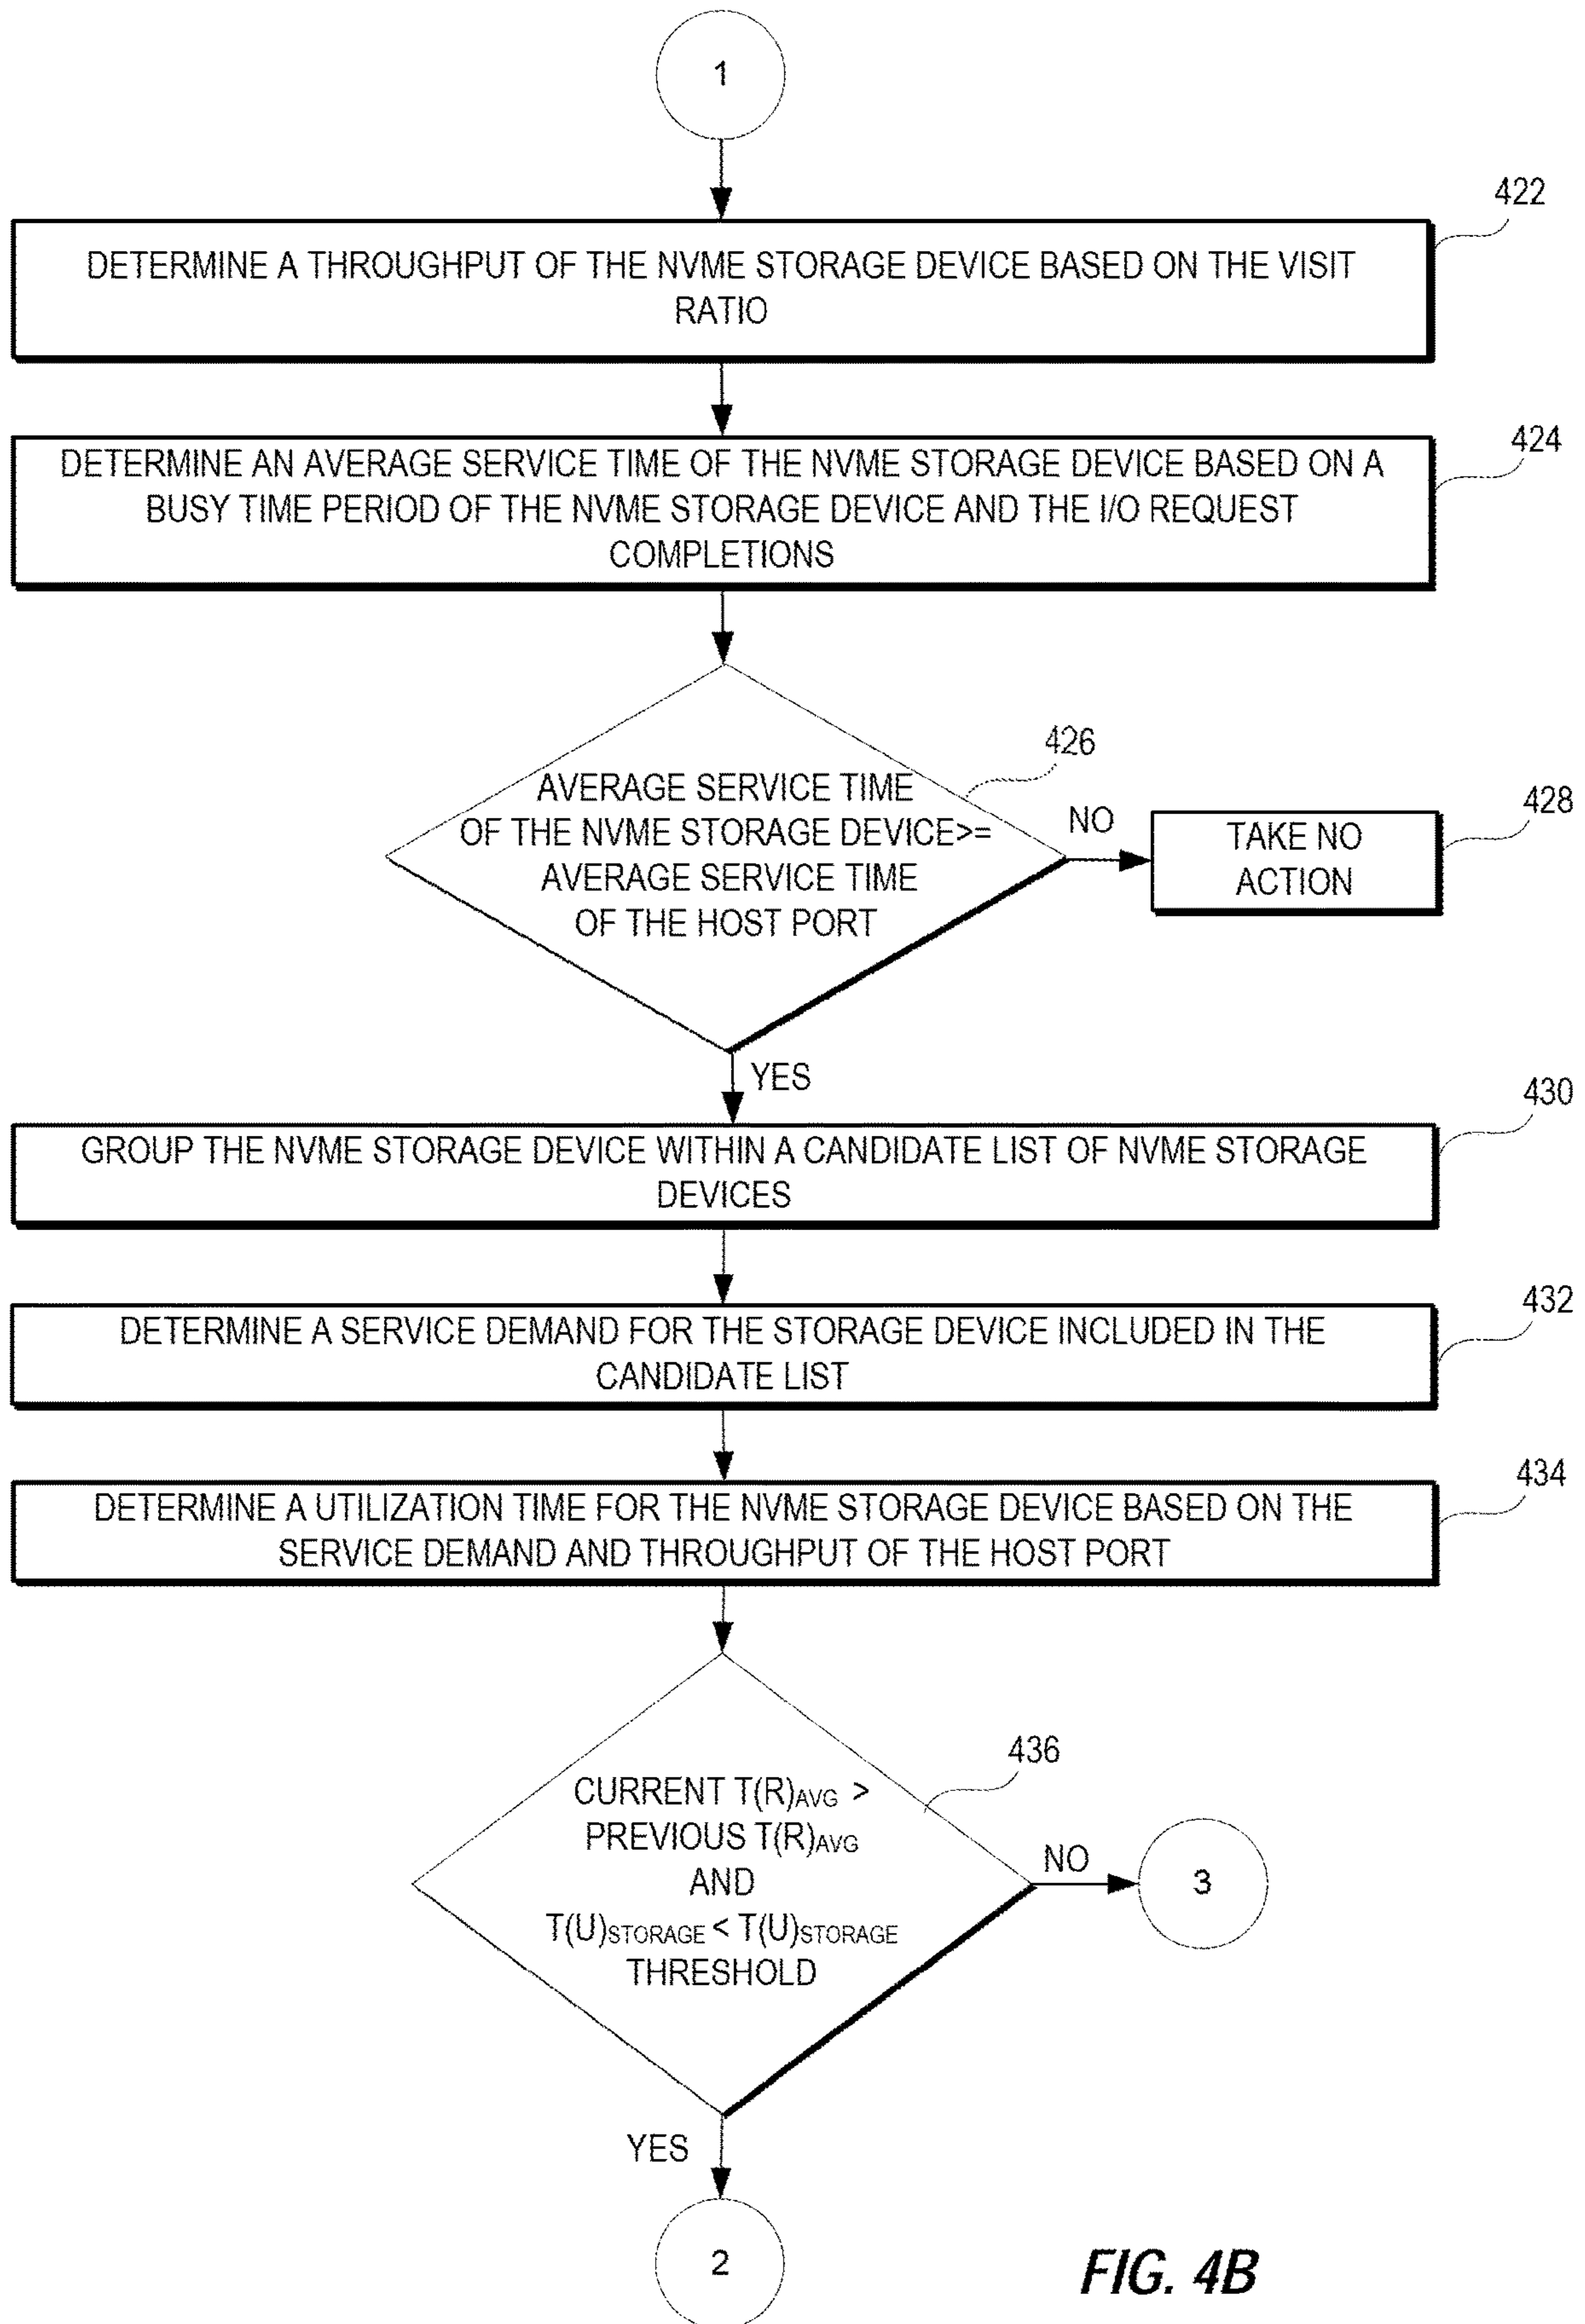 1
422
DETERMINE A THROUGHPUT OF THE NVME STORAGE DEVICE BASED ON THE VISIT
RATIO
424
DETERMINE AN AVERAGE SERVICE TIME OF THE NVME STORAGE DEVICE BASED ON A
BUSY TIME PERIOD OF THE NVME STORAGE DEVICE AND THE I/O REQUEST
COMPLETIONS
426
AVERAGE SERVICE TIME
OF THE NVME STORAGE DEVICE>=
AVERAGE SERVICE TIME
OF THE HOST PORT
NO
428
TAKE NO
ACTION
YES
430
GROUP THE NVME STORAGE DEVICE WITHIN A CANDIDATE LIST OF NVME STORAGE
DEVICES
432
DETERMINE A SERVICE DEMAND FOR THE STORAGE DEVICE INCLUDED IN THE
CANDIDATE LIST
434
DETERMINE A UTILIZATION TIME FOR THE NVME STORAGE DEVICE BASED ON THE
SERVICE DEMAND AND THROUGHPUT OF THE HOST PORT
436
CURRENT T(R)AVG >
PREVIOUS T(R)AVG
AND
T(U)STORAGE < T(U)STORAGE
THRESHOLD
NO
3
YES
2
FIG. 4B